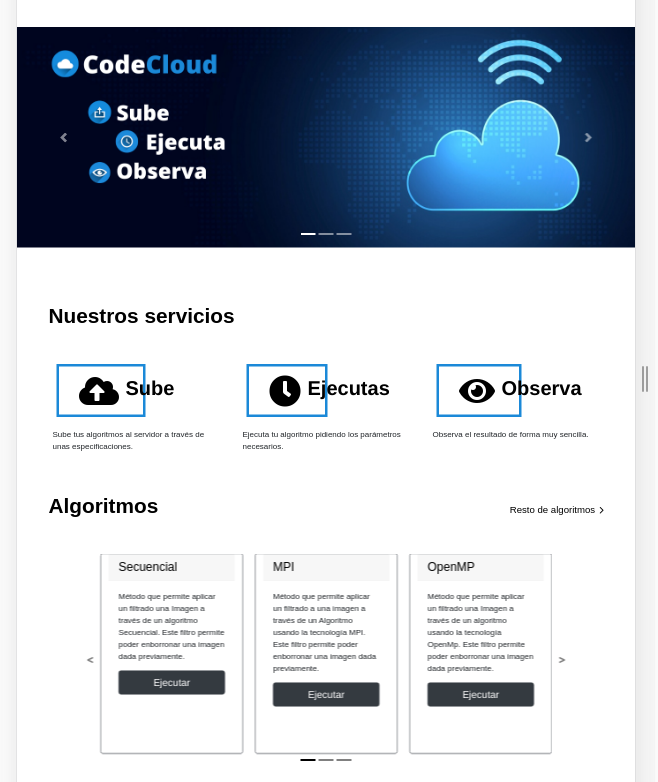 CodeCloud
Sube
Ejecuta
Observa
Nuestros servicios
Sube
Ejecutas
Observa
Sube tus algoritmos al servidor a través de
unas especificaciones.
Ejecuta tu algoritmo pidiendo los parámetros
necesarios.
Observa el resultado de forma muy sencilla.
Algoritmos
Resto de algoritmos >
Secuencial
Método que permite aplicar
un filtrado una Imagen a
través de un algoritmo
Secuencial. Este filtro permite
poder enborronar una imagen
dada previamente.
Ejecutar
MPI
Método que permite aplicar
un filtrado a una imagen a
través de un Algoritmo
usando la tecnología MPI.
Este filtro permite poder
enborronar una imagen dada
previamente.
Ejecutar
OpenMP
Método que permite aplicar
un filtrado una Imagen a
través de un algoritmo
usando la tecnología
OpenMp. Este filtro permite
poder enborronar una imagen
dada previamente.
Ejecutar